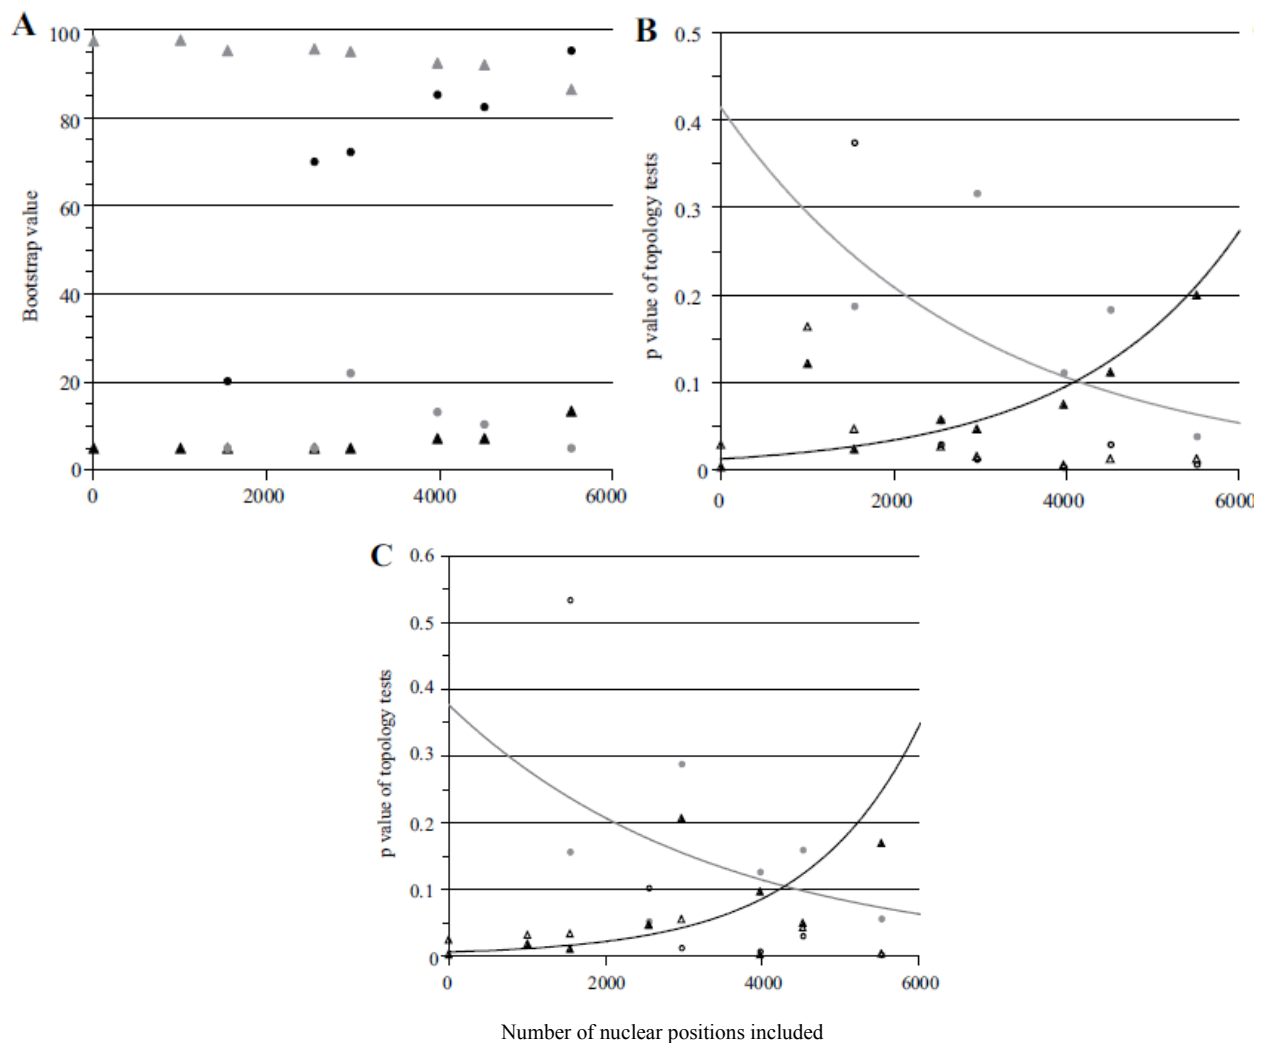 A
Bootstrap value
100
80
60
40
20
0
0 2000 4000 6000
B
p value of topology tests
0.5
0.4
0.3
0.2
0.1
0
0 2000 4000 6000
C
p value of topology tests
0.6
0.5
0.4
0.3
0.2
0.1
0
0 2000 4000 6000
Number of nuclear positions included